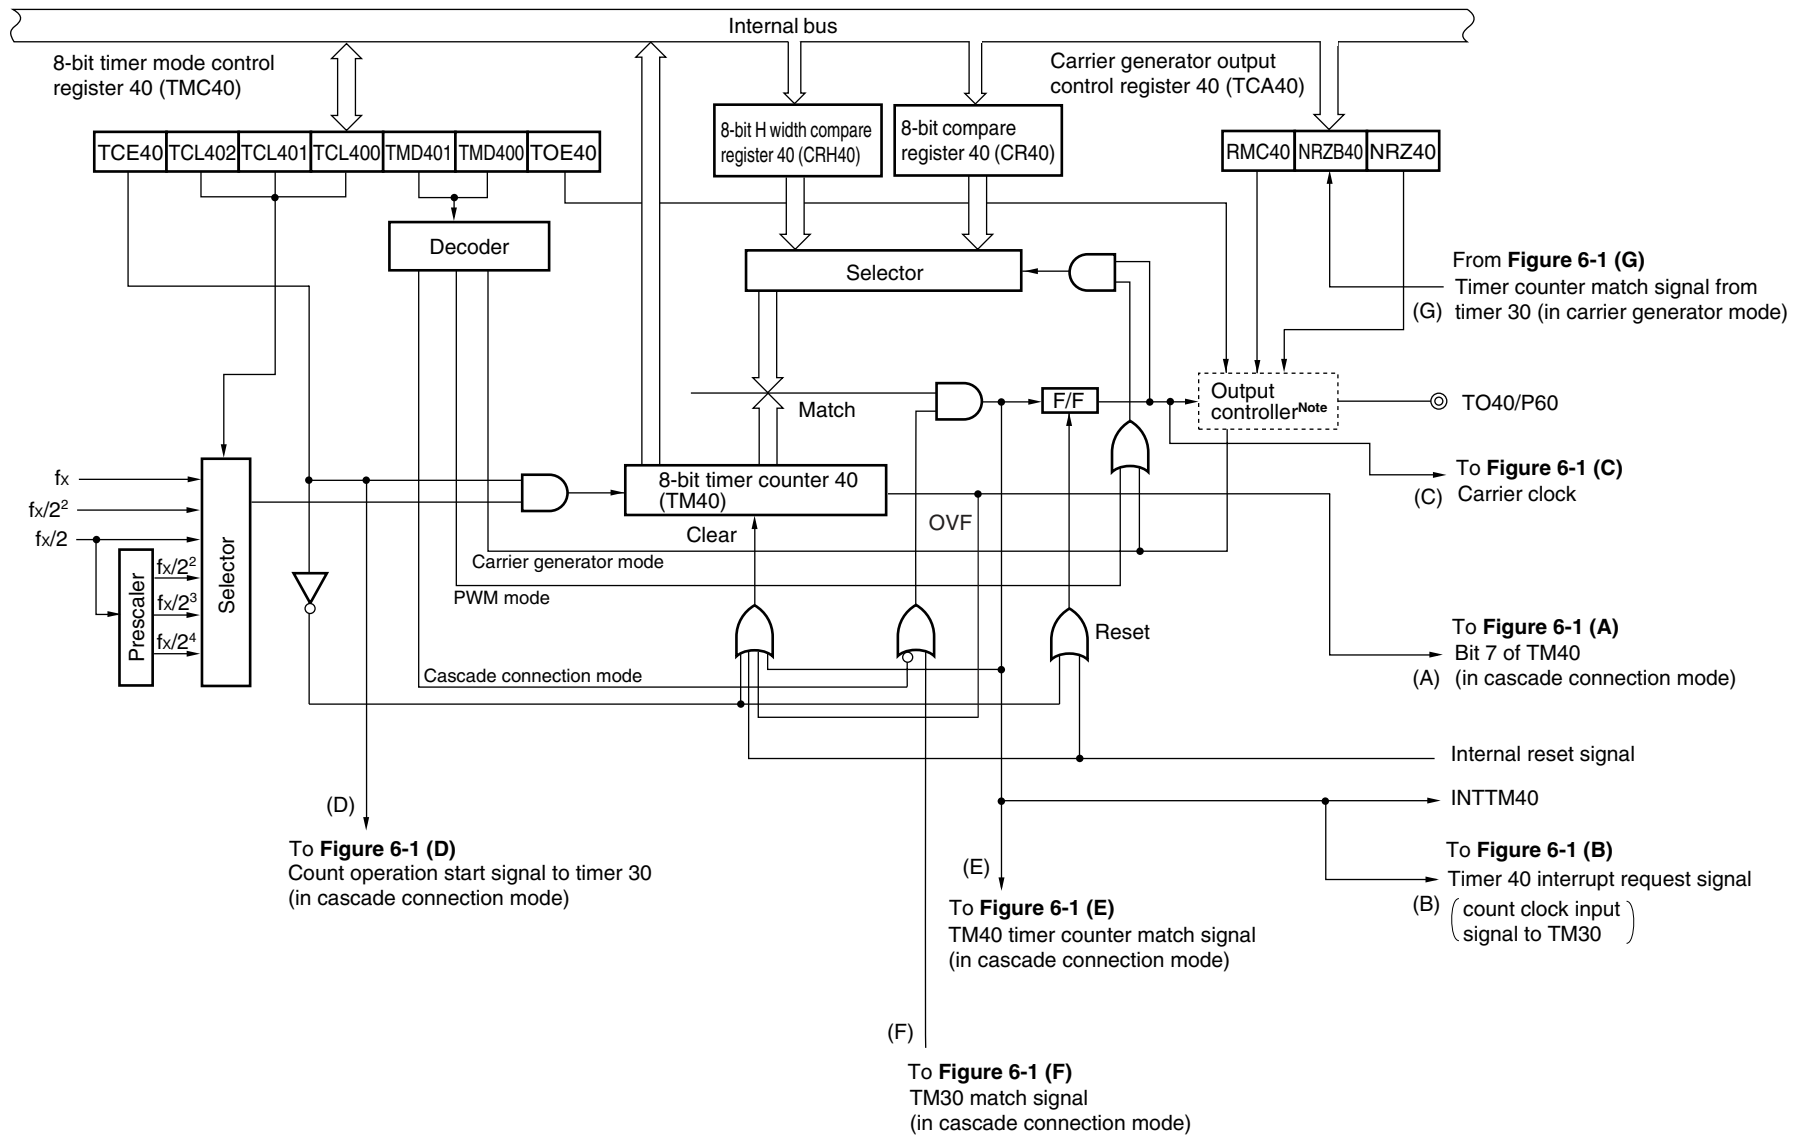 Internal bus
8-bit timer mode control
register 40 (TMC40)
Carrier generator output
control register 40 (TCA40)
8-bit H width compare
register 40 (CRH40)
8-bit compare
register 40 (CR40)
TCE40 TCL402 TCL401 TCL400 TMD401 TMD400 TOE40
RMC40 NRZB40 NRZ40
Decoder
Selector
From Figure 6-1 (G)
Timer counter match signal from
(G) timer 30 (in carrier generator mode)
Match
F/F
Output
controllerNote
TO40/P60
fX
fX/2²
fX/2
Prescaler
fX/2²
fX/2³
fX/2⁴
Selector
8-bit timer counter 40
(TM40)
Clear
OVF
To Figure 6-1 (C)
(C) Carrier clock
Carrier generator mode
PWM mode
Reset
Cascade connection mode
To Figure 6-1 (A)
Bit 7 of TM40
(A) (in cascade connection mode)
Internal reset signal
INTTM40
(D)
To Figure 6-1 (D)
Count operation start signal to timer 30
(in cascade connection mode)
To Figure 6-1 (B)
Timer 40 interrupt request signal
(B) (count clock input
signal to TM30)
(E)
To Figure 6-1 (E)
TM40 timer counter match signal
(in cascade connection mode)
(F)
To Figure 6-1 (F)
TM30 match signal
(in cascade connection mode)